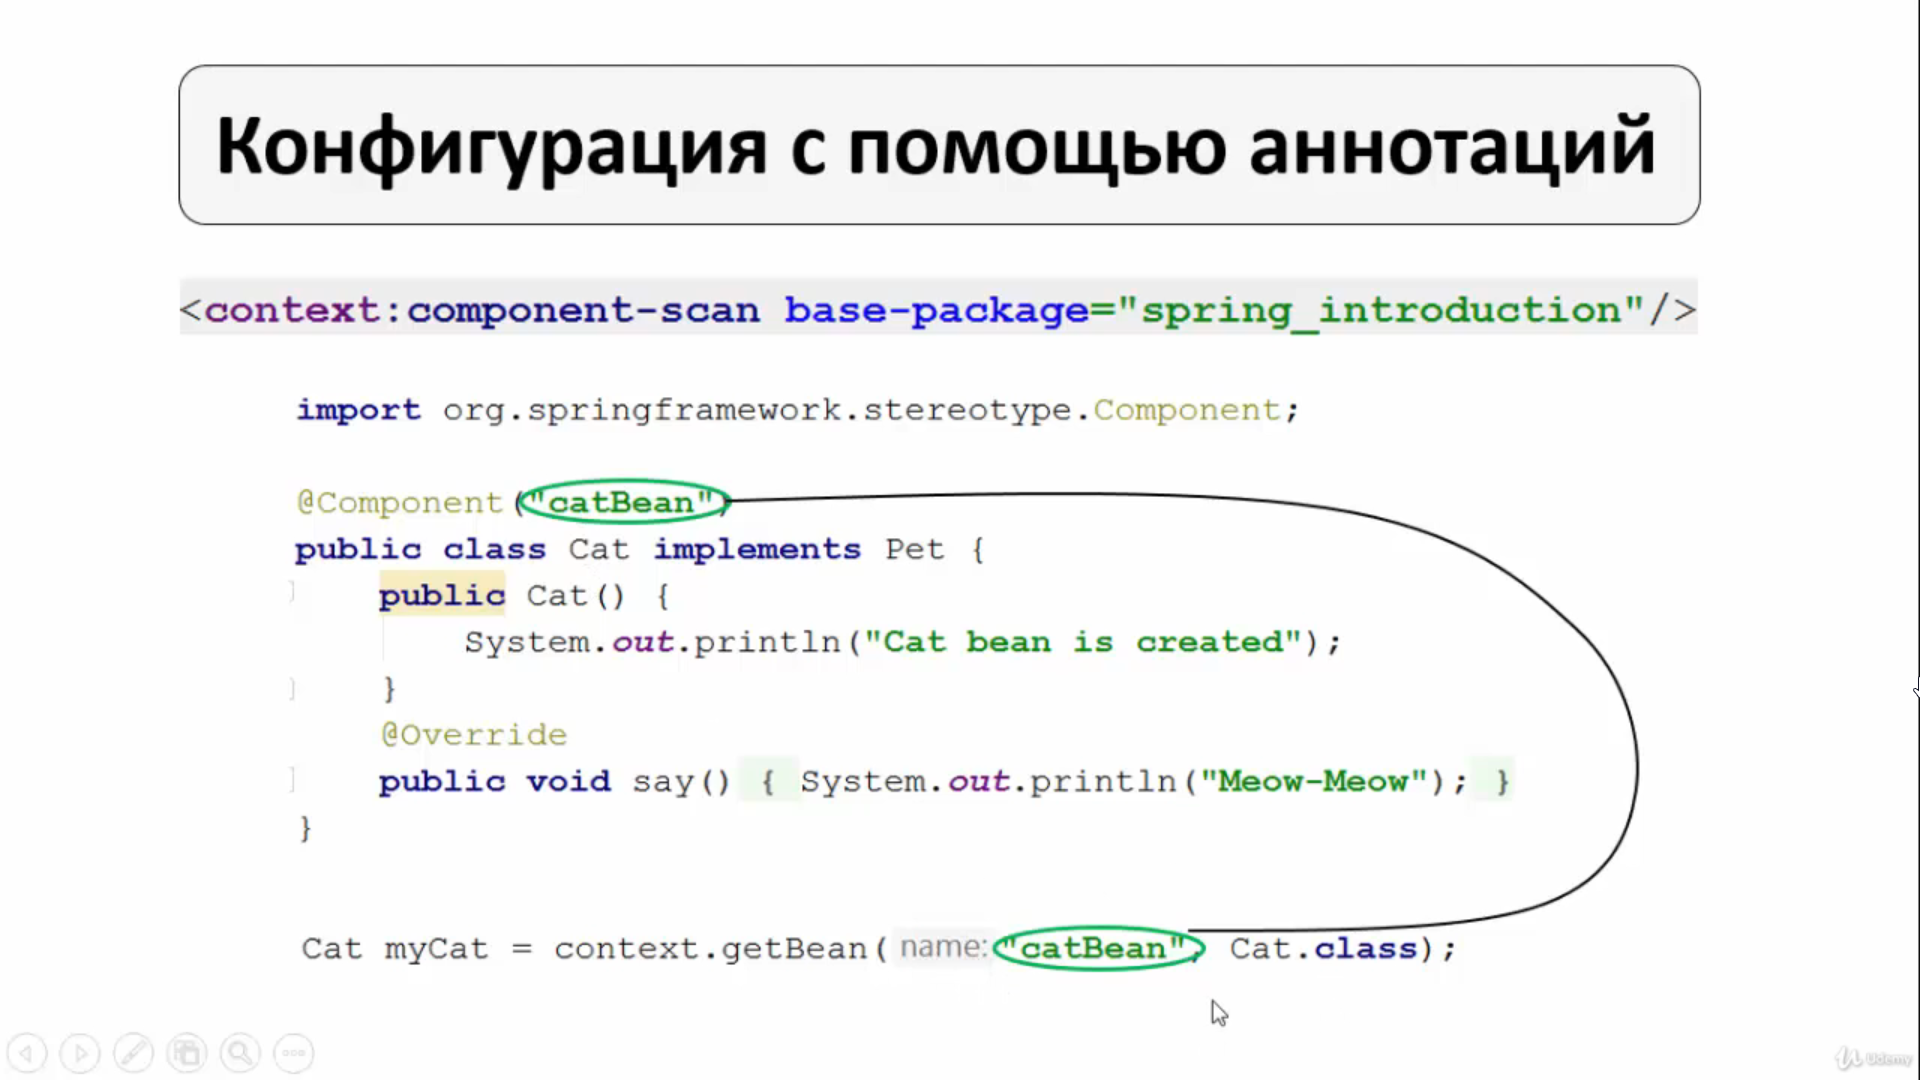 Конфигурация с помощью аннотаций
<context:component-scan base-package="spring_introduction"/>
import org.springframework.stereotype.Component;
@Component("catBean")
public class Cat implements Pet {
public Cat() {
System.out.println("Cat bean is created");
}
@Override
public void say() { System.out.println("Meow-Meow"); }
}
Cat myCat = context.getBean( name: "catBean", Cat.class);
Udemy